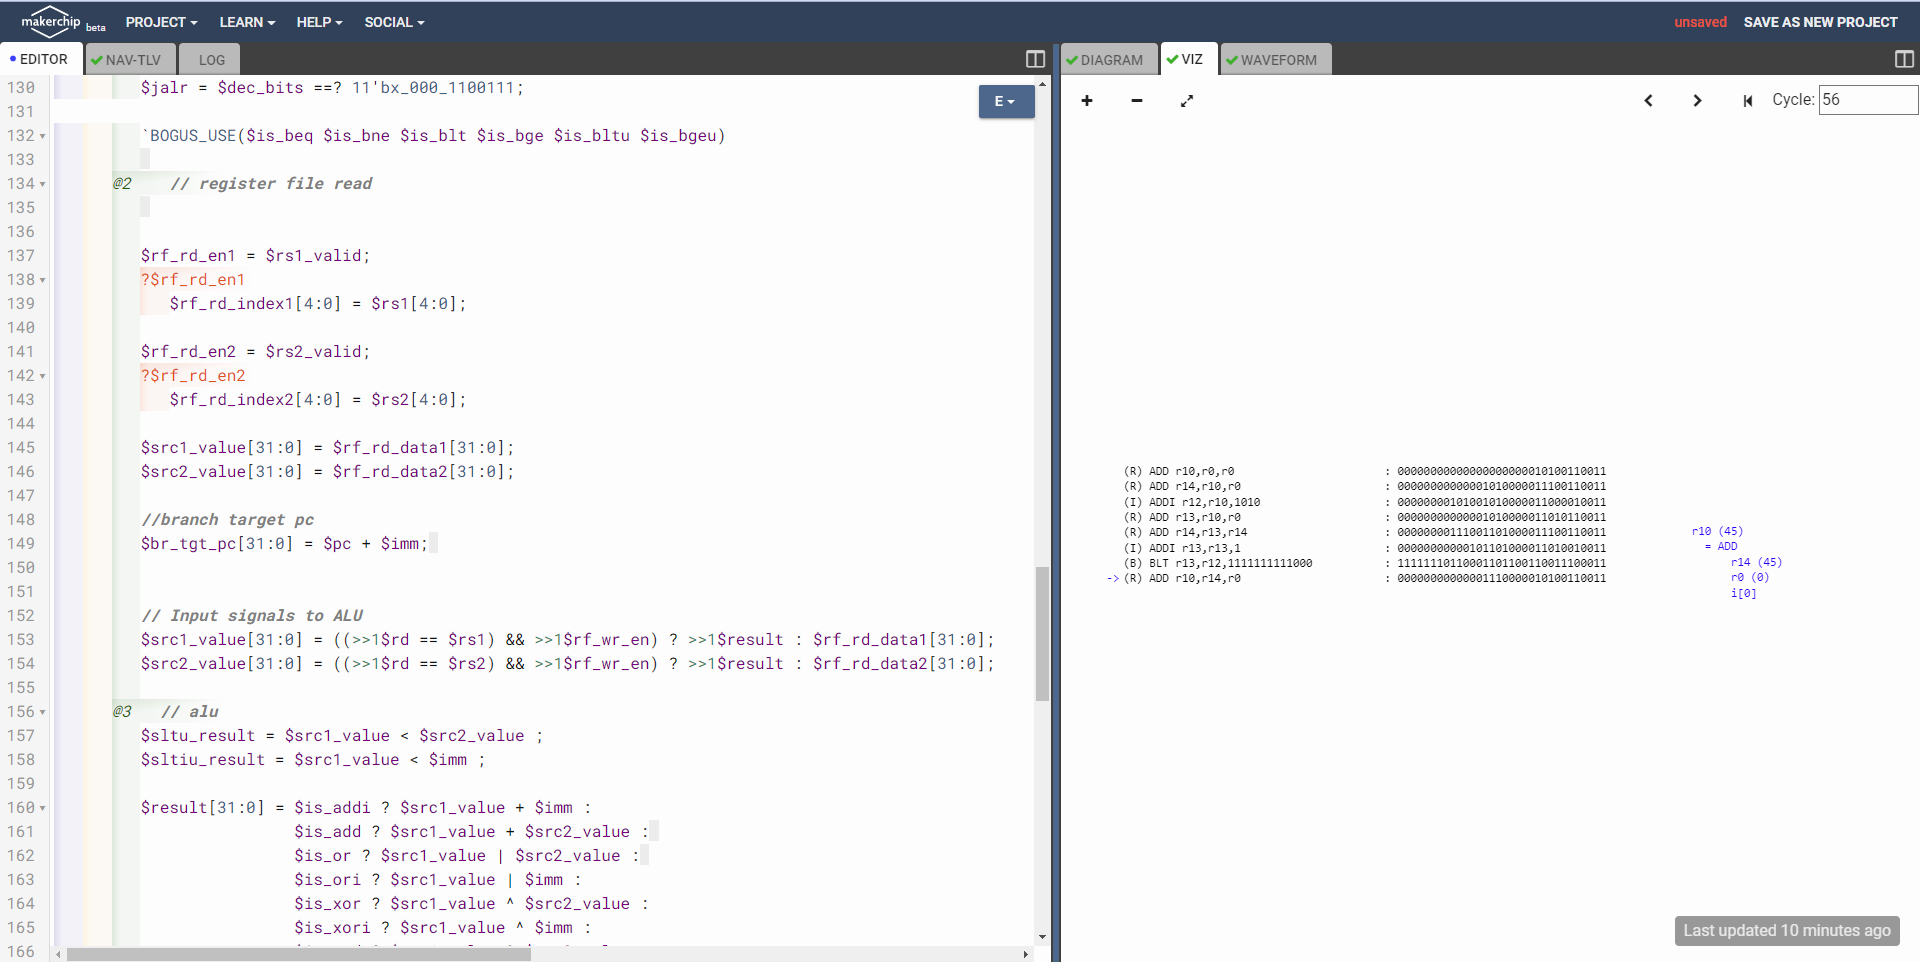 makerchip beta PROJECT LEARN HELP SOCIAL unsaved SAVE AS NEW PROJECT
EDITOR NAV-TLV LOG
130 $jalr = $dec_bits ==? 11'bx_000_1100111;
131
132 `BOGUS_USE($is_beq $is_bne $is_blt $is_bge $is_bltu $is_bgeu)
133
134 @2 // register file read
135
136
137 $rf_rd_en1 = $rs1_valid;
138 ?$rf_rd_en1
139 $rf_rd_index1[4:0] = $rs1[4:0];
140
141 $rf_rd_en2 = $rs2_valid;
142 ?$rf_rd_en2
143 $rf_rd_index2[4:0] = $rs2[4:0];
144
145 $src1_value[31:0] = $rf_rd_data1[31:0];
146 $src2_value[31:0] = $rf_rd_data2[31:0];
147
148 //branch target pc
149 $br_tgt_pc[31:0] = $pc + $imm;
150
151
152 // Input signals to ALU
153 $src1_value[31:0] = ((>>1$rd == $rs1) && >>1$rf_wr_en) ? >>1$result : $rf_rd_data1[31:0];
154 $src2_value[31:0] = ((>>1$rd == $rs2) && >>1$rf_wr_en) ? >>1$result : $rf_rd_data2[31:0];
155
156 @3 // alu
157 $sltu_result = $src1_value < $src2_value ;
158 $sltiu_result = $src1_value < $imm ;
159
160 $result[31:0] = $is_addi ? $src1_value + $imm :
161 $is_add ? $src1_value + $src2_value :
162 $is_or ? $src1_value | $src2_value :
163 $is_ori ? $src1_value | $imm :
164 $is_xor ? $src1_value ^ $src2_value :
165 $is_xori ? $src1_value ^ $imm :
166
E
DIAGRAM VIZ WAVEFORM
Cycle: 56
(R) ADD r10,r0,r0 : 00000000000000000000010100110011
(R) ADD r14,r10,r0 : 00000000000001010000011100110011
(I) ADDI r12,r10,1010 : 00000000101001010000011000010011
(R) ADD r13,r10,r0 : 00000000000001010000011010110011
(R) ADD r14,r13,r14 : 00000000111001101000011100110011
(I) ADDI r13,r13,1 : 00000000000101101000011010010011
(B) BLT r13,r12,1111111111000 : 11111110110001101100110011100011
-> (R) ADD r10,r14,r0 : 00000000000001110000010100110011
r10 (45)
= ADD
r14 (45)
r0 (0)
i[0]
Last updated 10 minutes ago